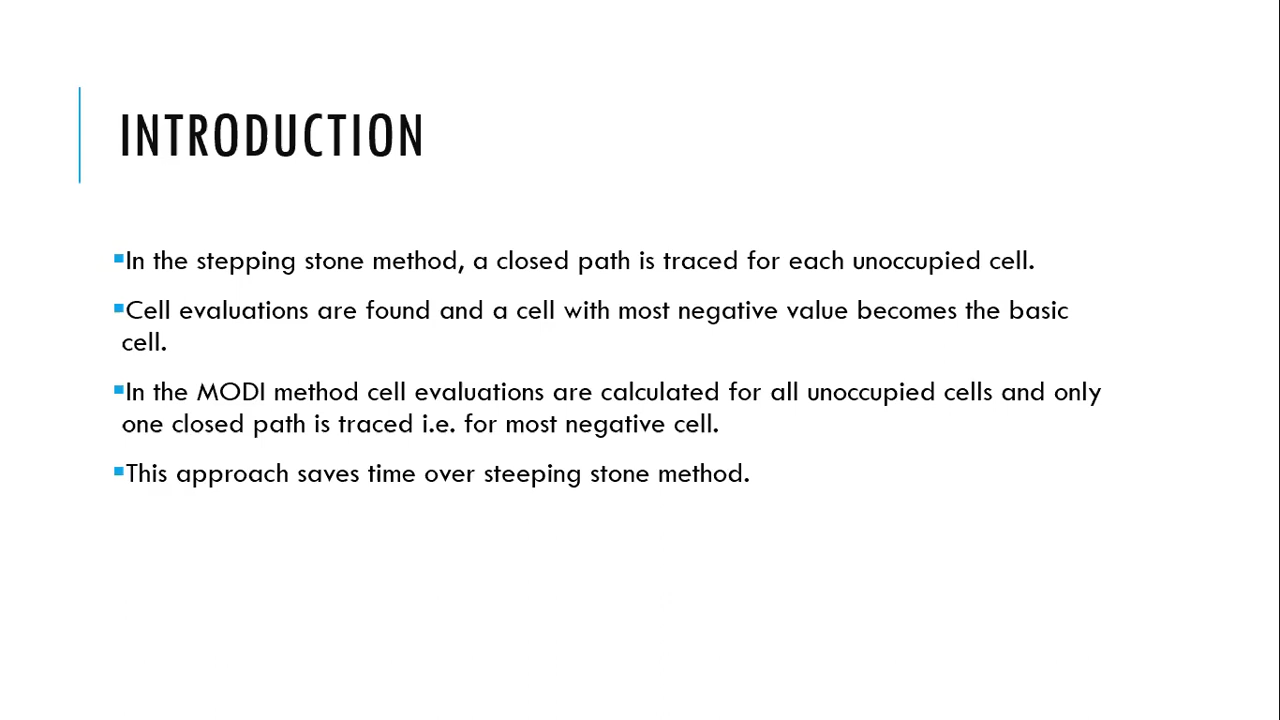 INTRODUCTION
▪In the stepping stone method, a closed path is traced for each unoccupied cell.
▪Cell evaluations are found and a cell with most negative value becomes the basic
cell.
▪In the MODI method cell evaluations are calculated for all unoccupied cells and only
one closed path is traced i.e. for most negative cell.
▪This approach saves time over steeping stone method.